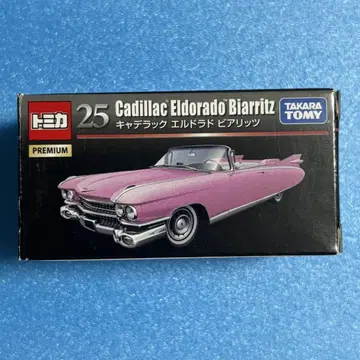 トミカ
PREMIUM
25
Cadillac Eldorado Biarritz
キャデラック エルドラド ビアリッツ
TAKARA
TOMY